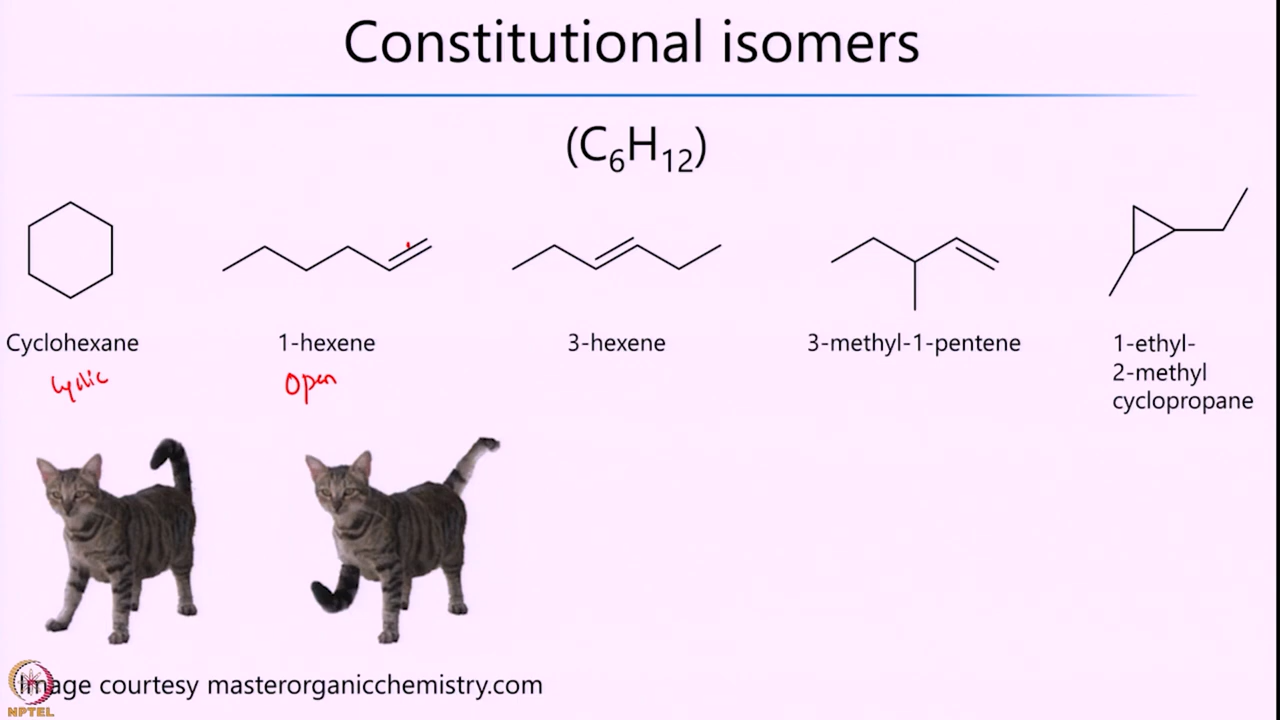 Constitutional isomers
(C₆H₁₂)
Cyclohexane
1-hexene
3-hexene
3-methyl-1-pentene
1-ethyl-
2-methyl
cyclopropane
Cyclic
Open
Image courtesy masterorganicchemistry.com
NPTEL